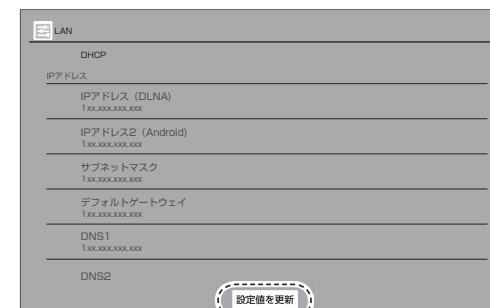 LAN
DHCP
IPアドレス
IPアドレス（DLNA)
1xx.xxx.xxx.xxx
IPアドレス2（Android)
1xx.xxx.xxx.xxx
サブネットマスク
1xx.xxx.xxx.xxx
デフォルトゲートウェイ
1xx.xxx.xxx.xxx
DNS1
1xx.xxx.xxx.xxx
DNS2
設定値を更新